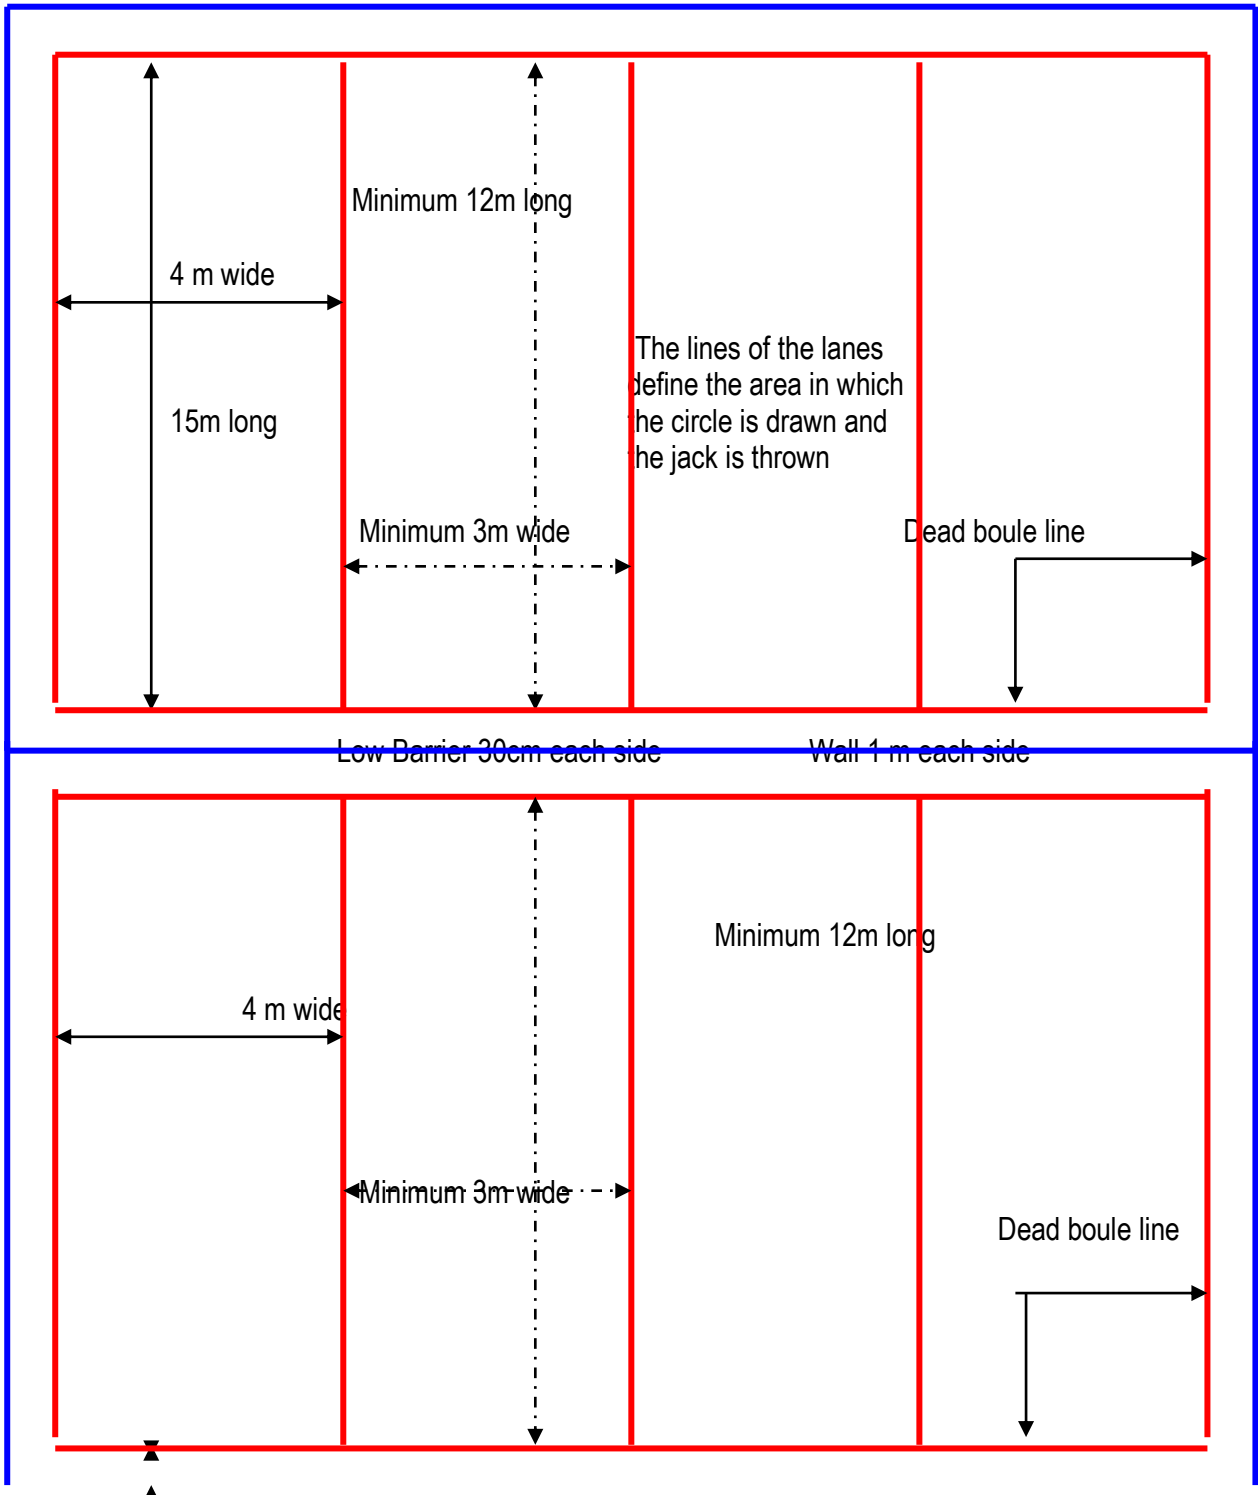 Minimum 12m long
4 m wide
The lines of the lanes
define the area in which
the circle is drawn and
the jack is thrown
15m long
Minimum 3m wide
Dead boule line
Low Barrier 30cm each side
Wall 1 m each side
Minimum 12m long
4 m wide
Minimum 3m wide
Dead boule line